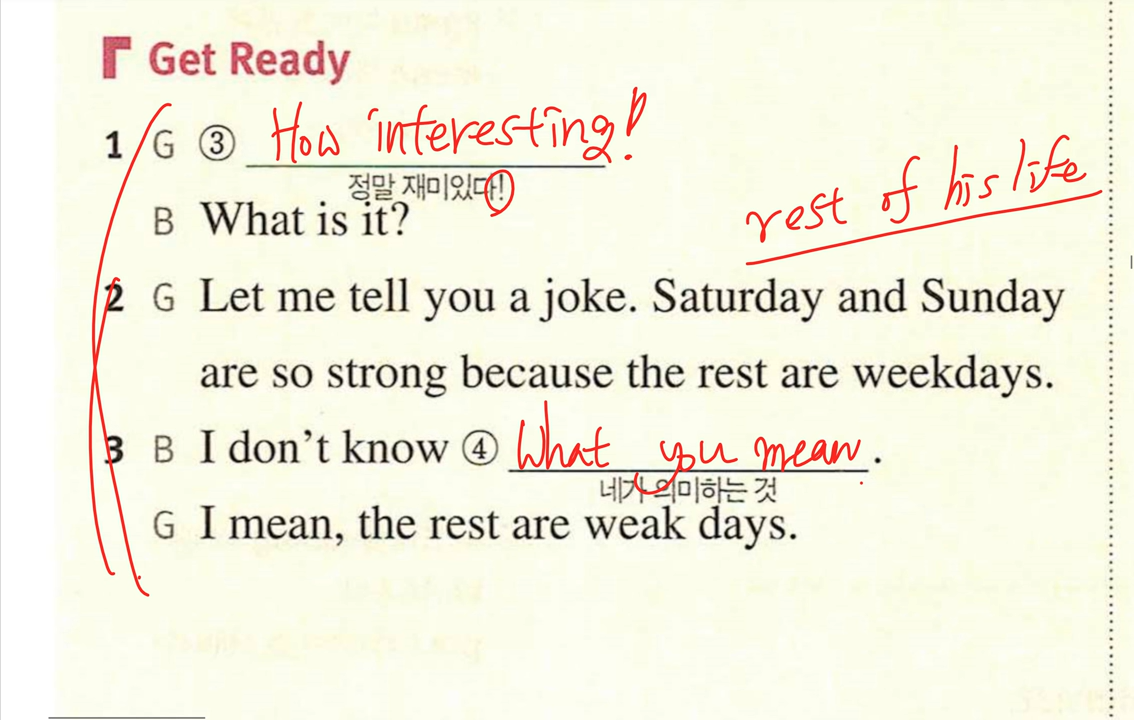 Get Ready
1 G ③ How interesting!
정말 재미있다!
B What is it?
rest of his life
2 G Let me tell you a joke. Saturday and Sunday
are so strong because the rest are weekdays.
3 B I don't know ④ What you mean.
네가 의미하는 것
G I mean, the rest are weak days.